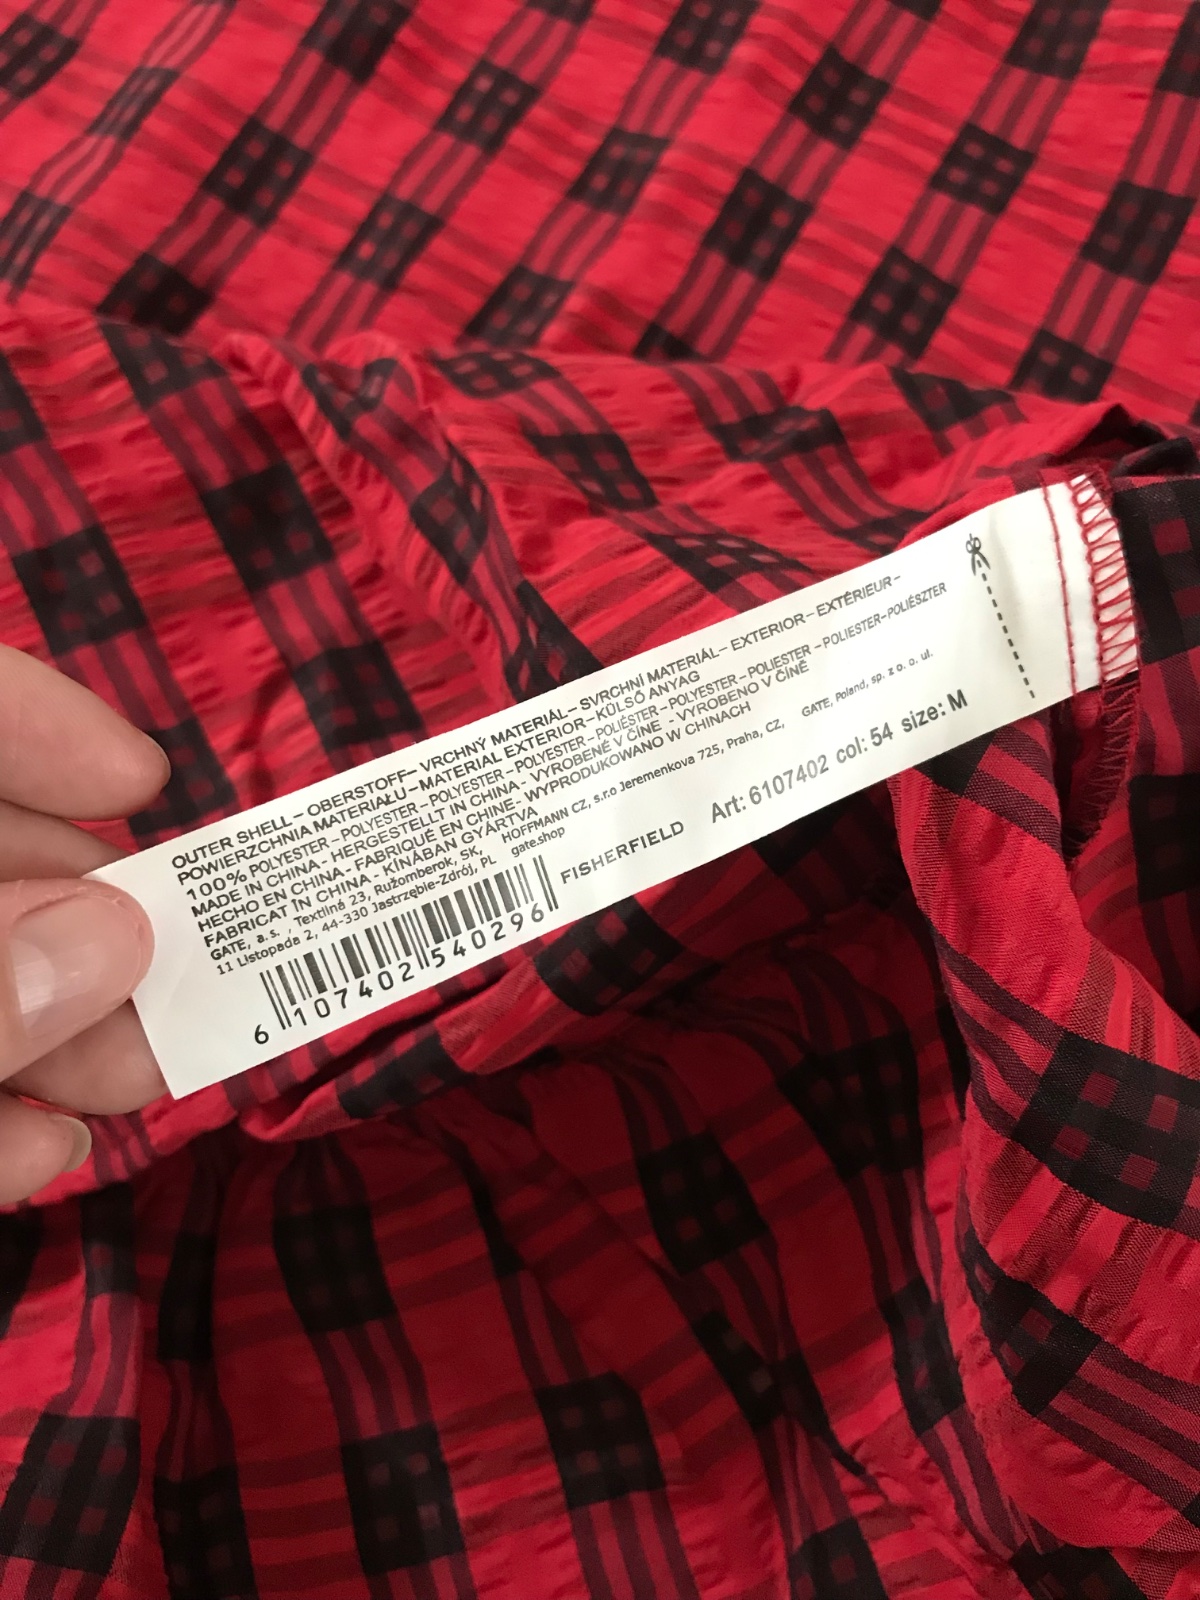 OUTER SHELL – OBERSTOFF– VRCHNÝ MATERIÁL – SVRCHNÍ MATERIÁL – EXTERIOR – EXTÉRIEUR –
POWIERZCHNIA MATERIAŁU – MATERIAL EXTERIOR – KÜLSŐ ANYAG
100% POLYESTER – POLYESTER – POLYESTER – POLIÉSTER – POLYESTER – POLIESTER – POLIESTER – POLIÉSZTER
MADE IN CHINA - HERGESTELLT IN CHINA - VYROBENÉ V ČÍNE - VYROBENO V ČÍNĚ
HECHO EN CHINA - FABRIQUÉ EN CHINE - WYPRODUKOWANO W CHINACH
FABRICAT ÎN CHINA - KÍNÁBAN GYÁRTVA
GATE, a.s. , Textilná 23, Ružomberok, SK, HOFFMANN CZ, s.r.o Jeremenkova 725, Praha, CZ, GATE, Poland, sp. z o. o. ul.
11 Listopada 2, 44-330 Jastrzębie-Zdrój, PL gate.shop
FISHERFIELD Art: 6107402 col: 54 size: M
6 107402 540296